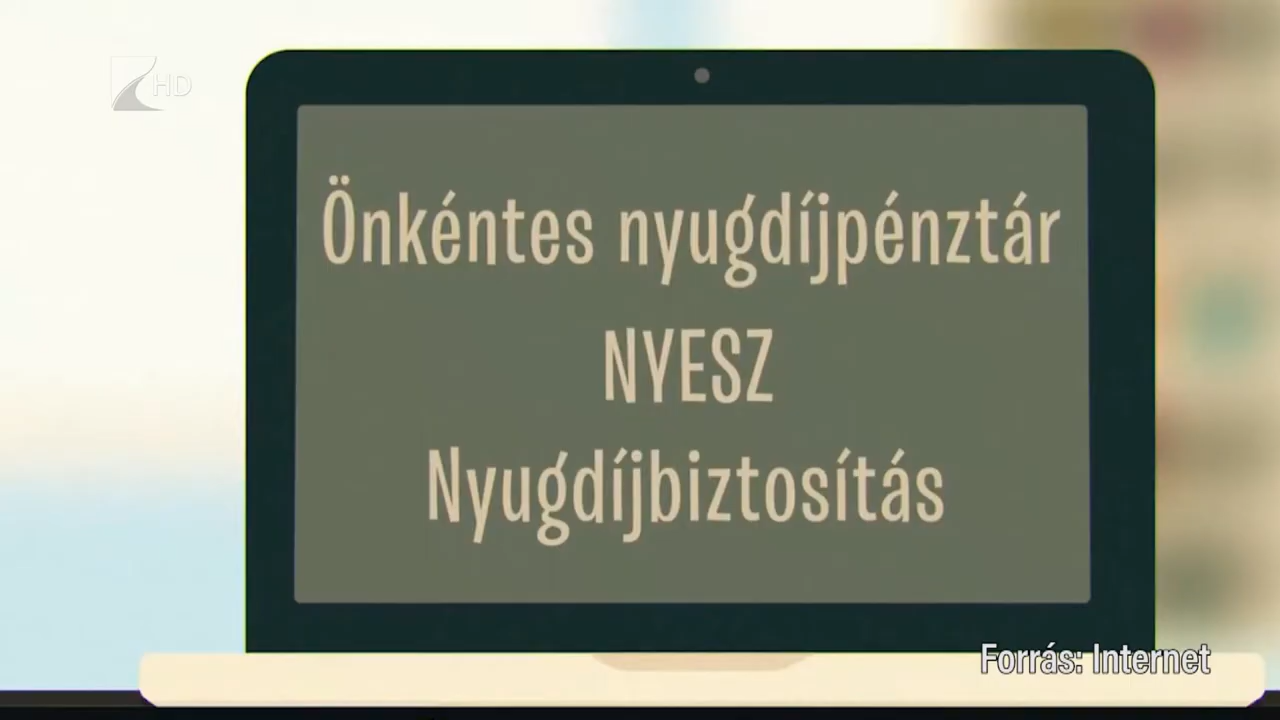 HD
Önkéntes nyugdíjpénztár
NYESZ
Nyugdíjbiztosítás
Forrás: Internet